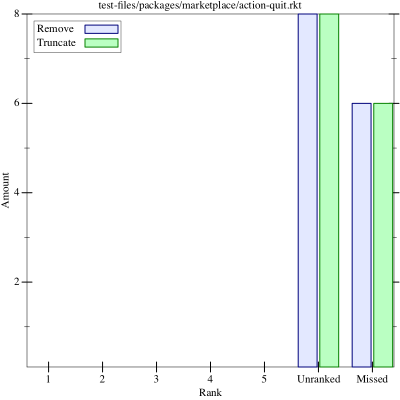 test-files/packages/marketplace/action-quit.rkt
Remove
Truncate
8
6
4
2
Amount
1 2 3 4 5 Unranked Missed
Rank